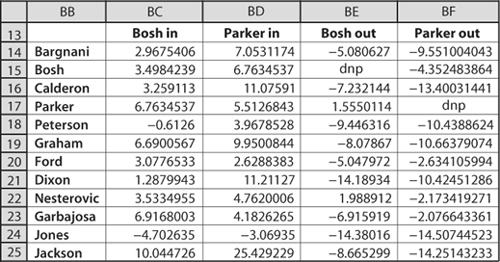 BB BC BD BE BF
13 Bosh in Parker in Bosh out Parker out
14 Bargnani 2.9675406 7.0531174 −5.080627 −9.551004043
15 Bosh 3.4984239 6.7634537 dnp −4.352483864
16 Calderon 3.259113 11.07591 −7.232144 −13.40031441
17 Parker 6.7634537 5.5126843 1.5550114 dnp
18 Peterson −0.6126 3.9678528 −9.446316 −10.4388624
19 Graham 6.6900567 9.9500844 −8.07867 −10.66379074
20 Ford 3.0776533 2.6288383 −5.047972 −2.634105994
21 Dixon 1.2879943 11.21127 −14.18934 −10.42451286
22 Nesterovic 3.5334955 4.7620006 1.988912 −2.173419271
23 Garbajosa 6.9168003 4.1826265 −6.915919 −2.076643361
24 Jones −4.702635 −3.06935 −14.38016 −14.50744523
25 Jackson 10.044726 25.429229 −8.665299 −14.25143233